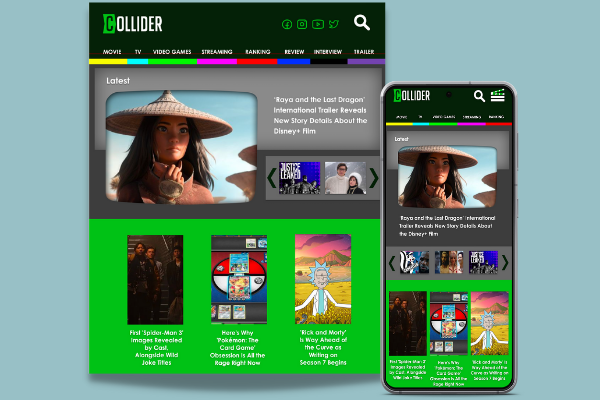 COLLIDER
MOVIE TV VIDEO GAMES STREAMING RANKING REVIEW INTERVIEW TRAILER
Latest
'Raya and the Last Dragon'
International Trailer Reveals
New Story Details About the
Disney+ Film
JUSTICE
LEAKED
First 'Spider-Man 3'
Images Revealed
by Cast,
Alongside Wild
Joke Titles
Here's Why
'Pokémon: The
Card Game'
Obsession Is All the
Rage Right Now
'Rick and Morty'
Is Way Ahead of
the Curve as
Writing on
Season 7 Begins
COLLIDER
MOVIE TV VIDEO GAMES STREAMING RANKING
Latest
'Raya and the Last Dragon' International
Trailer Reveals New Story Details About
the Disney+ Film
JUSTICE
LEAKED
First 'Spider-Man 3'
Images Revealed
by Cast, Alongside
Wild Joke Titles
Here's Why
'Pokémon: The
Card Game'
Obsession Is All the
Rage Right Now
'Rick and Morty' Is
Way Ahead of the
Curve as Writing on
Season 7 Begins